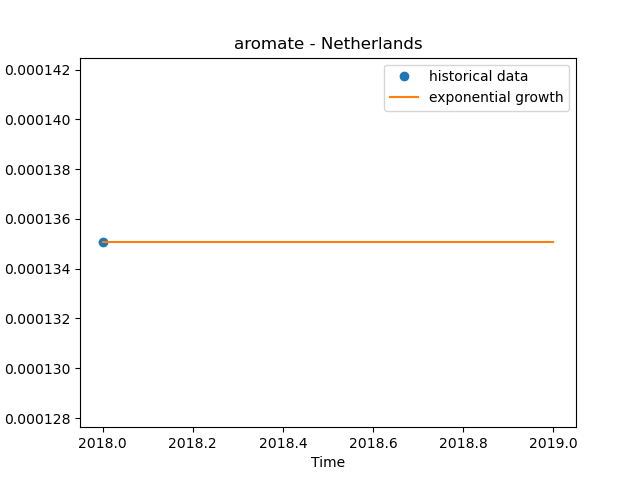 aromate - Netherlands
historical data
exponential growth
0.000142
0.000140
0.000138
0.000136
0.000134
0.000132
0.000130
0.000128
2018.0 2018.2 2018.4 2018.6 2018.8 2019.0
Time